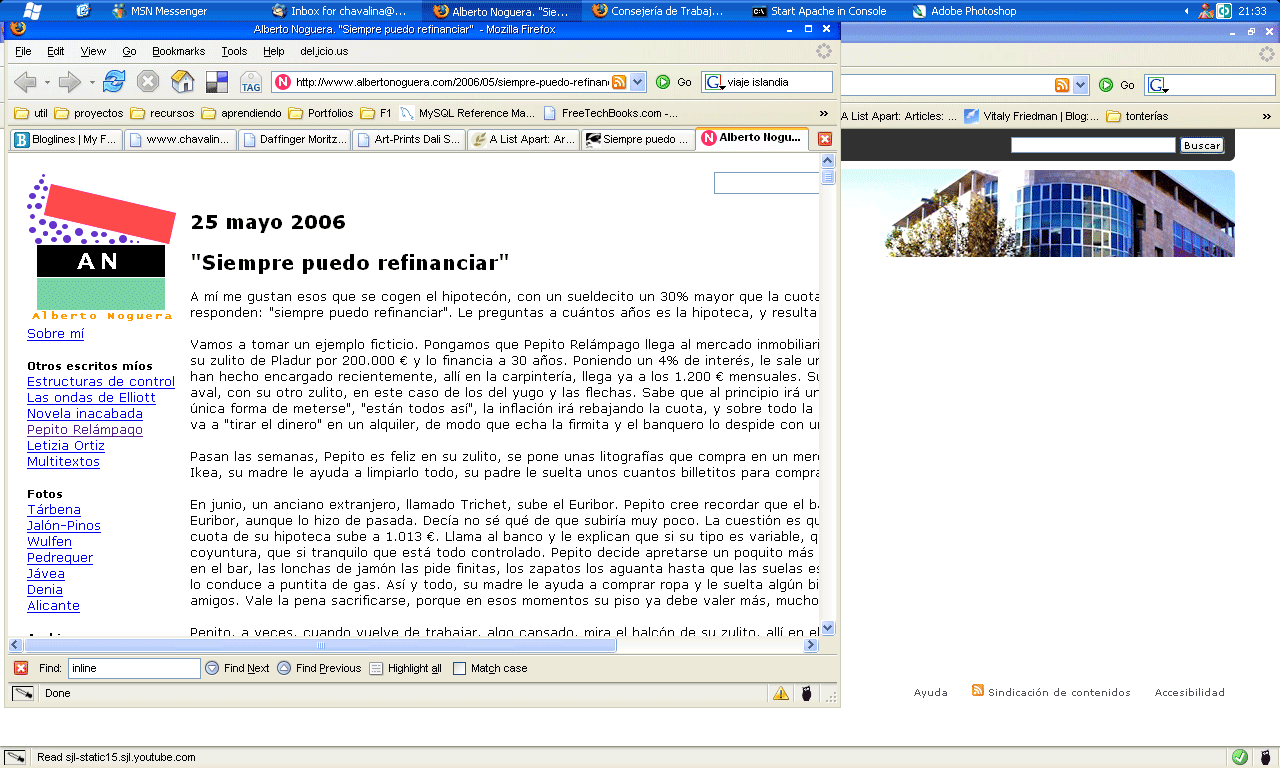 MSN Messenger
Inbox for chavalina@...
Alberto Noguera. "Sie...
Consejería de Trabaj...
Start Apache in Console
Adobe Photoshop
21:33
Alberto Noguera. "Siempre puedo refinanciar" - Mozilla Firefox
File Edit View Go Bookmarks Tools Help del.icio.us
TAG
http://www.albertonoguera.com/2006/05/siempre-puedo-refinan
Go
viaje islandia
Go
util proyectos recursos aprendiendo Portfolios F1 MySQL Reference Ma... FreeTechBooks.com -... »
A List Apart: Articles: ... Vitaly Friedman | Blog:... tonterías »
Bloglines | My F... www.chavalin... Daffinger Moritz... Art-Prints Dali S... A List Apart: Ar... Siempre puedo ... Alberto Nogu...
Buscar
AN
Alberto Noguera
Sobre mí
Otros escritos míos
Estructuras de control
Las ondas de Elliott
Novela inacabada
Pepito Relámpago
Letizia Ortiz
Multitextos
Fotos
Tárbena
Jalón-Pinos
Wulfen
Pedreguer
Jávea
Denia
Alicante
25 mayo 2006
"Siempre puedo refinanciar"
A mí me gustan esos que se cogen el hipotecón, con un sueldecito un 30% mayor que la cuota
responden: "siempre puedo refinanciar". Le preguntas a cuántos años es la hipoteca, y resulta
Vamos a tomar un ejemplo ficticio. Pongamos que Pepito Relámpago llega al mercado inmobiliari
su zulito de Pladur por 200.000 € y lo financia a 30 años. Poniendo un 4% de interés, le sale un
han hecho encargado recientemente, allí en la carpintería, llega ya a los 1.200 € mensuales. Su
aval, con su otro zulito, en este caso de los del yugo y las flechas. Sabe que al principio irá un
única forma de meterse", "están todos así", la inflación irá rebajando la cuota, y sobre todo la
va a "tirar el dinero" en un alquiler, de modo que echa la firmita y el banquero lo despide con un
Pasan las semanas, Pepito es feliz en su zulito, se pone unas litografías que compra en un merc
Ikea, su madre le ayuda a limpiarlo todo, su padre le suelta unos cuantos billetitos para compra
En junio, un anciano extranjero, llamado Trichet, sube el Euribor. Pepito cree recordar que el ba
Euribor, aunque lo hizo de pasada. Decía no sé qué de que subiría muy poco. La cuestión es qu
cuota de su hipoteca sube a 1.013 €. Llama al banco y le explican que si su tipo es variable, q
coyuntura, que si tranquilo que está todo controlado. Pepito decide apretarse un poquito más
en el bar, las lonchas de jamón las pide finitas, los zapatos los aguanta hasta que las suelas es
lo conduce a puntita de gas. Así y todo, su madre le ayuda a comprar ropa y le suelta algún bi
amigos. Vale la pena sacrificarse, porque en esos momentos su piso ya debe valer más, mucho
Pepito, a veces, cuando vuelve de trabajar, algo cansado, mira el balcón de su zulito, allí en el
Find: inline Find Next Find Previous Highlight all Match case
Done
Ayuda Sindicación de contenidos Accesibilidad
Read sjl-static15.sjl.youtube.com